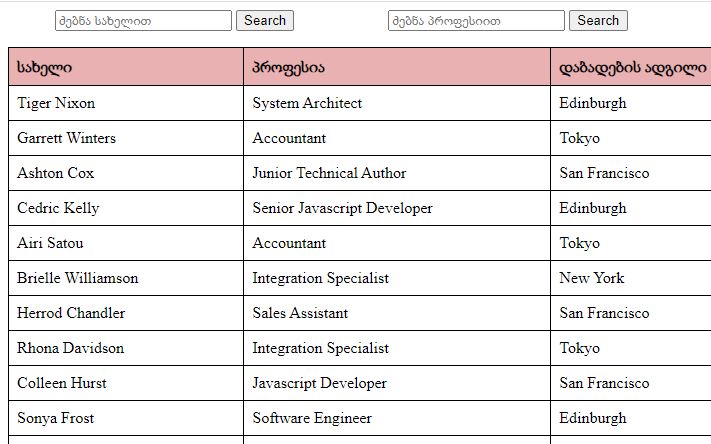 ძებნა სახელით Search ძებნა პროფესიით Search
სახელი პროფესია დაბადების ადგილი
Tiger Nixon System Architect Edinburgh
Garrett Winters Accountant Tokyo
Ashton Cox Junior Technical Author San Francisco
Cedric Kelly Senior Javascript Developer Edinburgh
Airi Satou Accountant Tokyo
Brielle Williamson Integration Specialist New York
Herrod Chandler Sales Assistant San Francisco
Rhona Davidson Integration Specialist Tokyo
Colleen Hurst Javascript Developer San Francisco
Sonya Frost Software Engineer Edinburgh